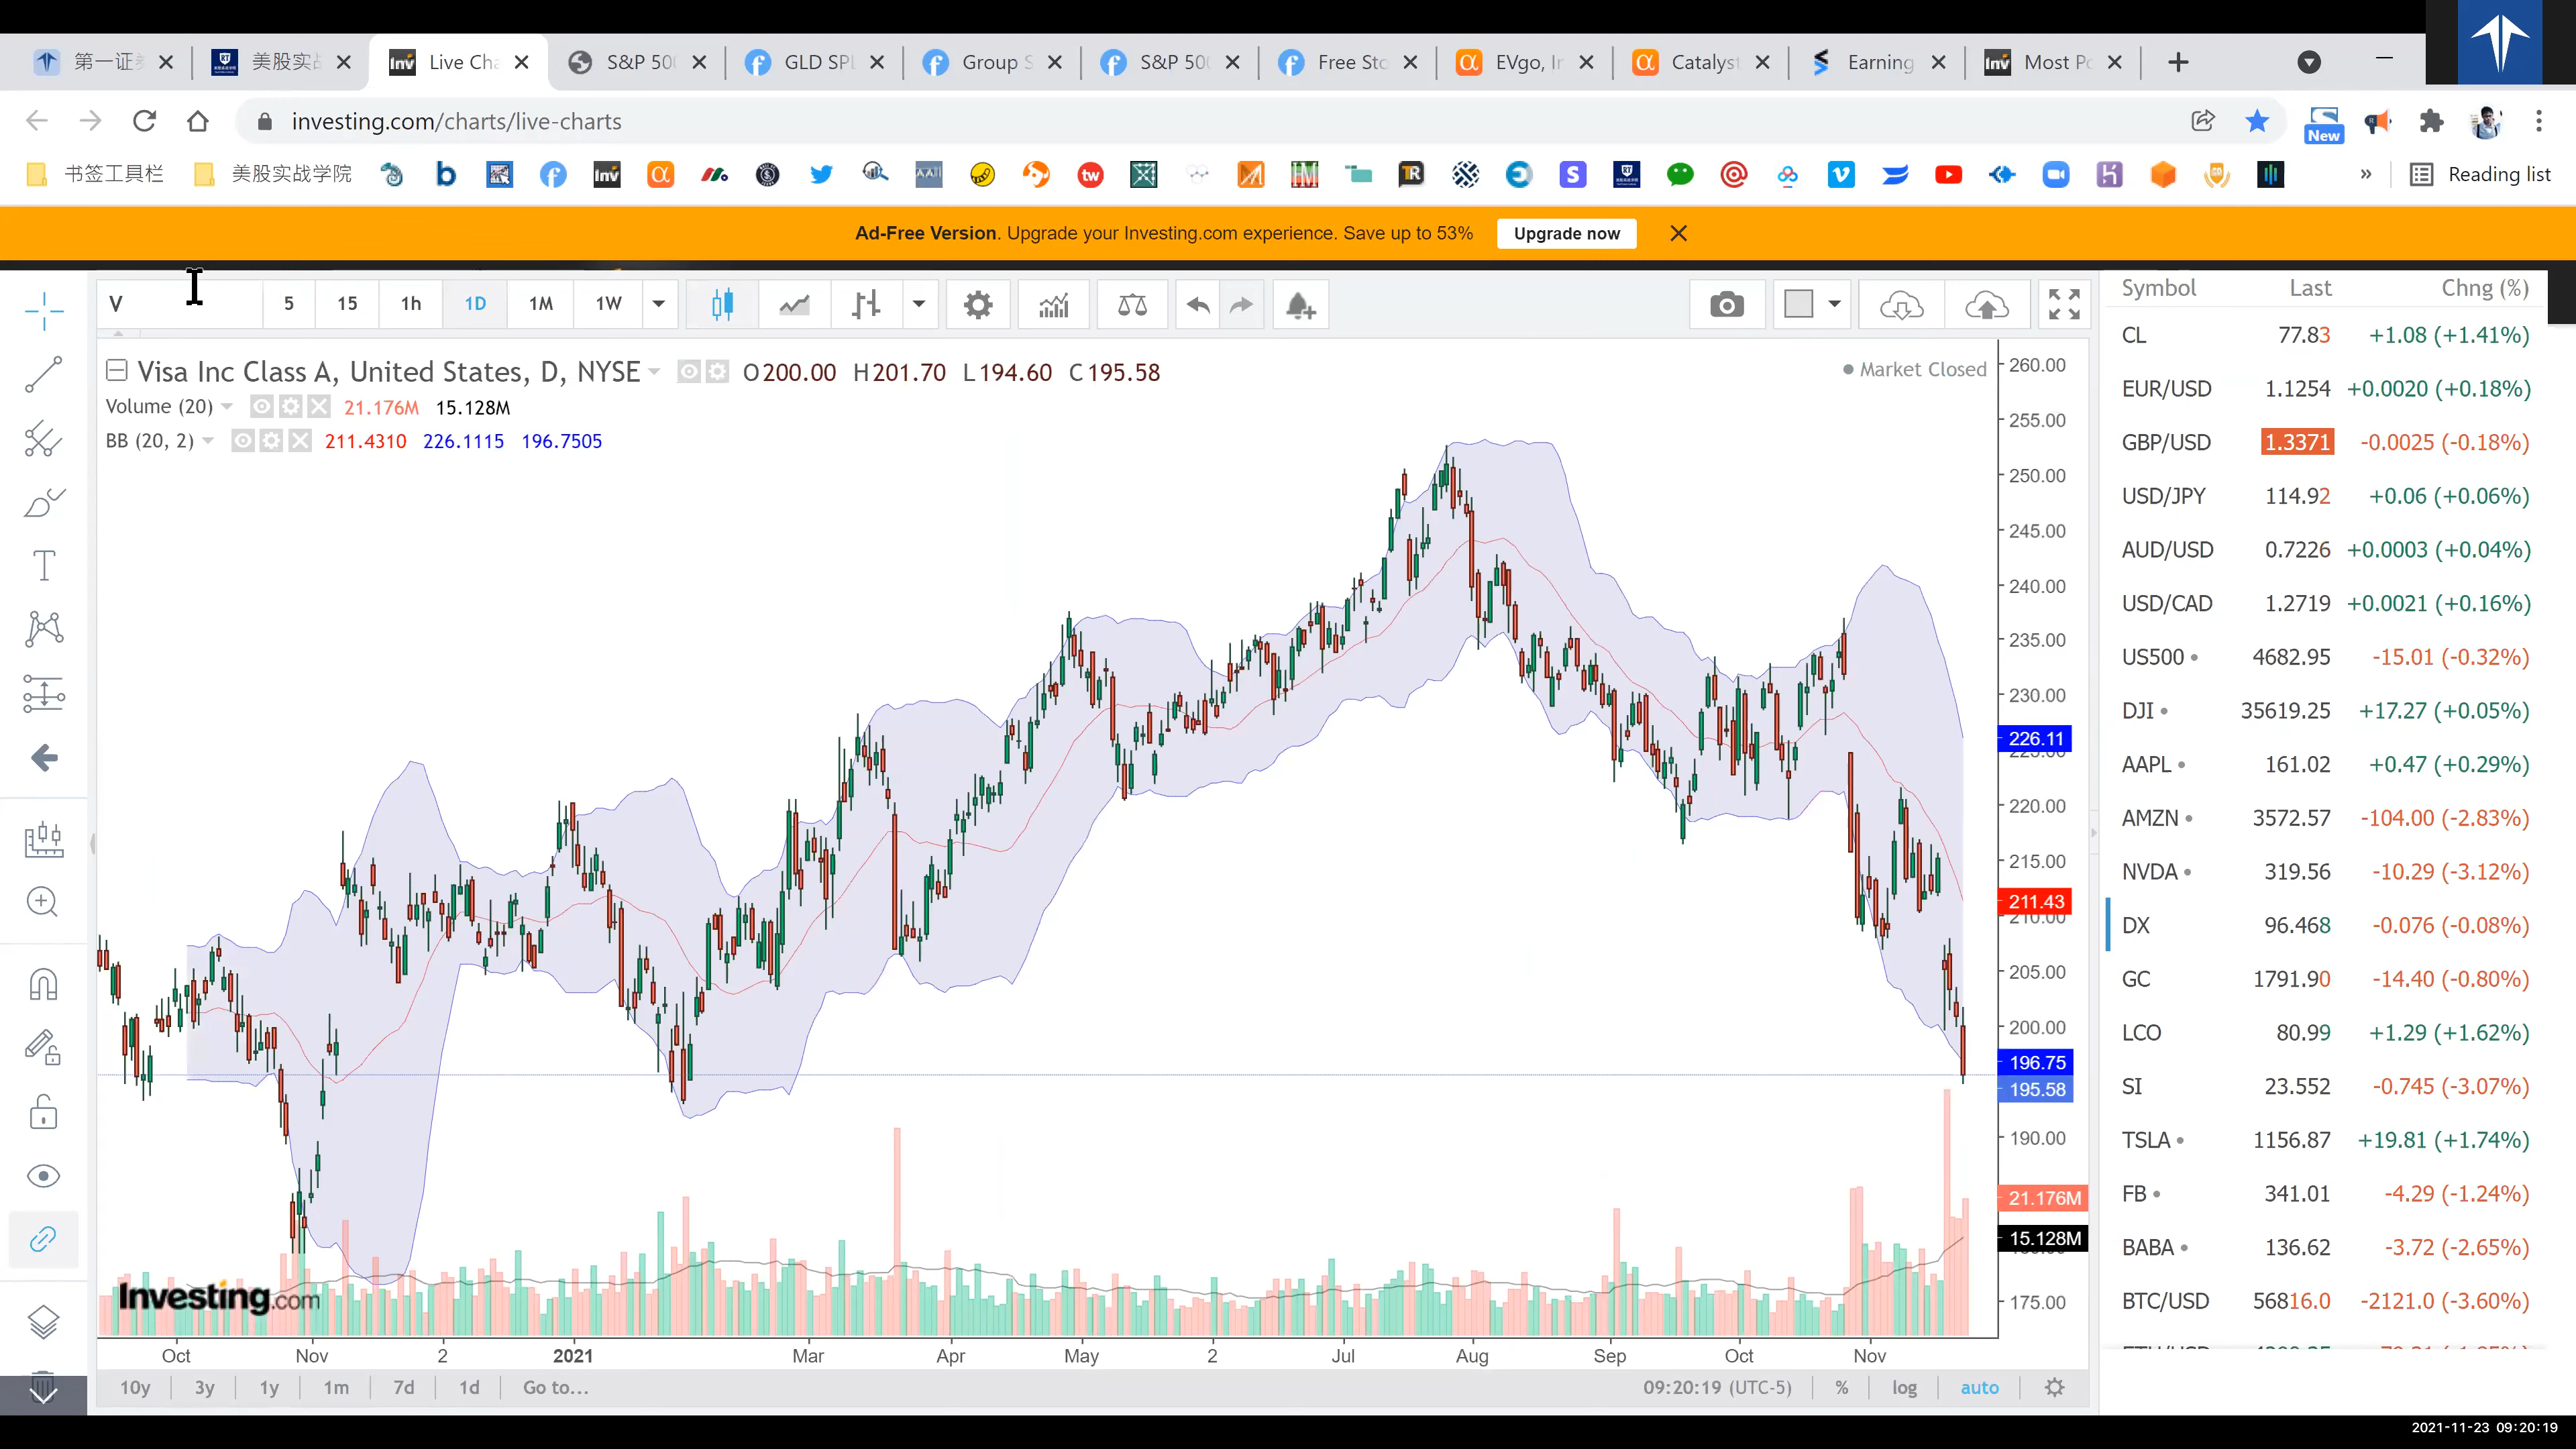 第一证
美股实
Live Cha
S&P 500
GLD SP
Group S
S&P 500
Free Sto
EVgo, In
Catalyst
Earning
Most Po
investing.com/charts/live-charts
New
书签工具栏
美股实战学院
Reading list
Ad-Free Version. Upgrade your Investing.com experience. Save up to 53%
Upgrade now
V 5 15 1h 1D 1M 1W
Visa Inc Class A, United States, D, NYSE O200.00 H201.70 L194.60 C195.58
Market Closed
Volume (20) 21.176M 15.128M
BB (20, 2) 211.4310 226.1115 196.7505
260.00
255.00
250.00
245.00
240.00
235.00
230.00
226.11
220.00
215.00
211.43
210.00
205.00
200.00
196.75
195.58
190.00
21.176M
15.128M
175.00
Investing.com
Oct Nov 2 2021 Mar Apr May 2 Jul Aug Sep Oct Nov
10y 3y 1y 1m 7d 1d Go to...
09:20:19 (UTC-5) % log auto
Symbol Last Chng (%)
CL 77.83 +1.08 (+1.41%)
EUR/USD 1.1254 +0.0020 (+0.18%)
GBP/USD 1.3371 -0.0025 (-0.18%)
USD/JPY 114.92 +0.06 (+0.06%)
AUD/USD 0.7226 +0.0003 (+0.04%)
USD/CAD 1.2719 +0.0021 (+0.16%)
US500 4682.95 -15.01 (-0.32%)
DJI 35619.25 +17.27 (+0.05%)
AAPL 161.02 +0.47 (+0.29%)
AMZN 3572.57 -104.00 (-2.83%)
NVDA 319.56 -10.29 (-3.12%)
DX 96.468 -0.076 (-0.08%)
GC 1791.90 -14.40 (-0.80%)
LCO 80.99 +1.29 (+1.62%)
SI 23.552 -0.745 (-3.07%)
TSLA 1156.87 +19.81 (+1.74%)
FB 341.01 -4.29 (-1.24%)
BABA 136.62 -3.72 (-2.65%)
BTC/USD 56816.0 -2121.0 (-3.60%)
2021-11-23 09:20:19